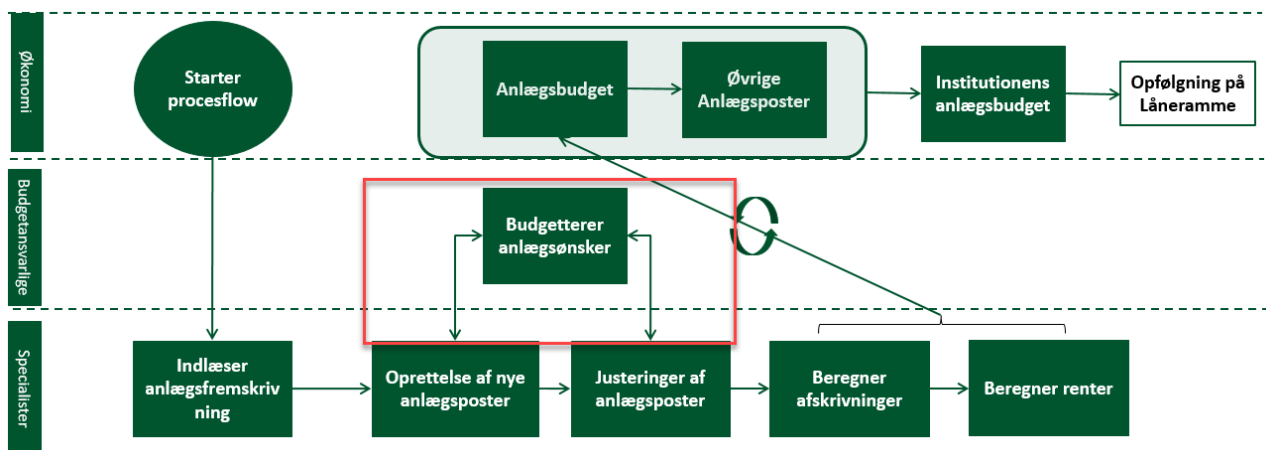 Økonomi
Starter
procesflow
Anlægsbudget
Øvrige
Anlægsposter
Institutionens
anlægsbudget
Opfølgning på
Låneramme
Budgetansvarlige
Budgetterer
anlægsønsker
Specialister
Indlæser
anlægsfremskriv
ning
Oprettelse af nye
anlægsposter
Justeringer af
anlægsposter
Beregner
afskrivninger
Beregner renter